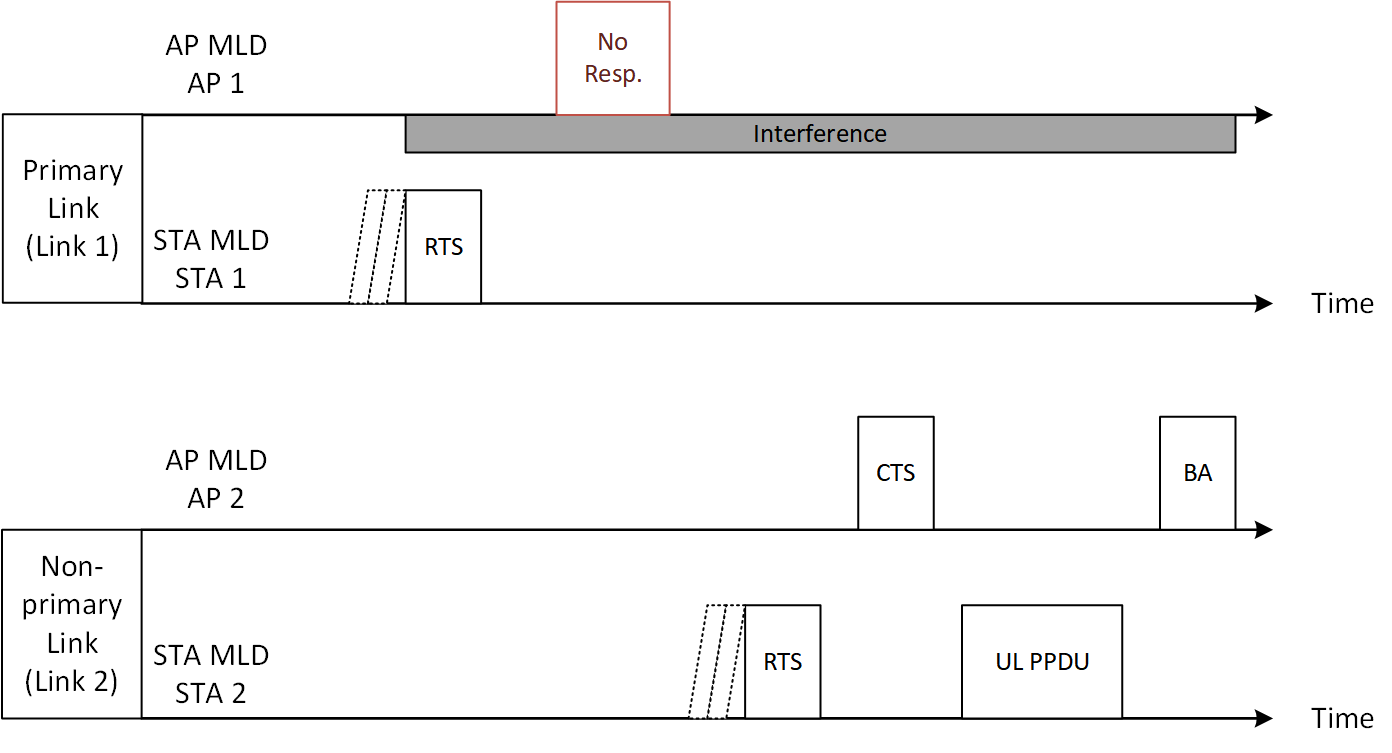 AP MLD
AP 1
No
Resp.
Interference
Primary
Link
(Link 1)
STA MLD
STA 1
RTS
Time
AP MLD
AP 2
CTS
BA
Non-
primary
Link
(Link 2)
STA MLD
STA 2
RTS
UL PPDU
Time